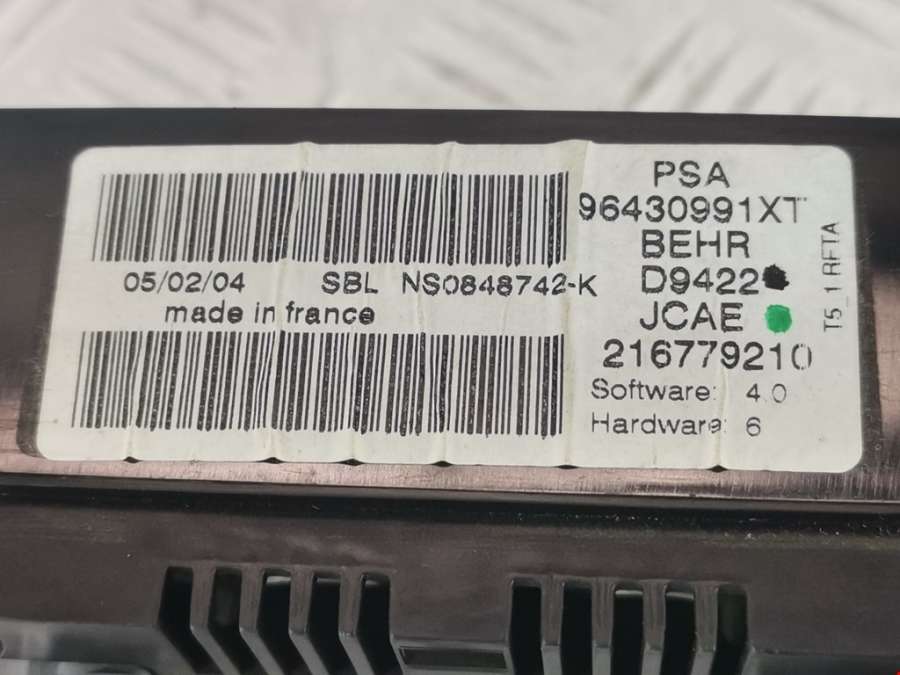 PSA
96430991XT
BEHR
D9422
JCAE
216779210
Software: 4.0
Hardware: 6
T5_1 RFTA
05/02/04 SBL NS0848742-K
made in france